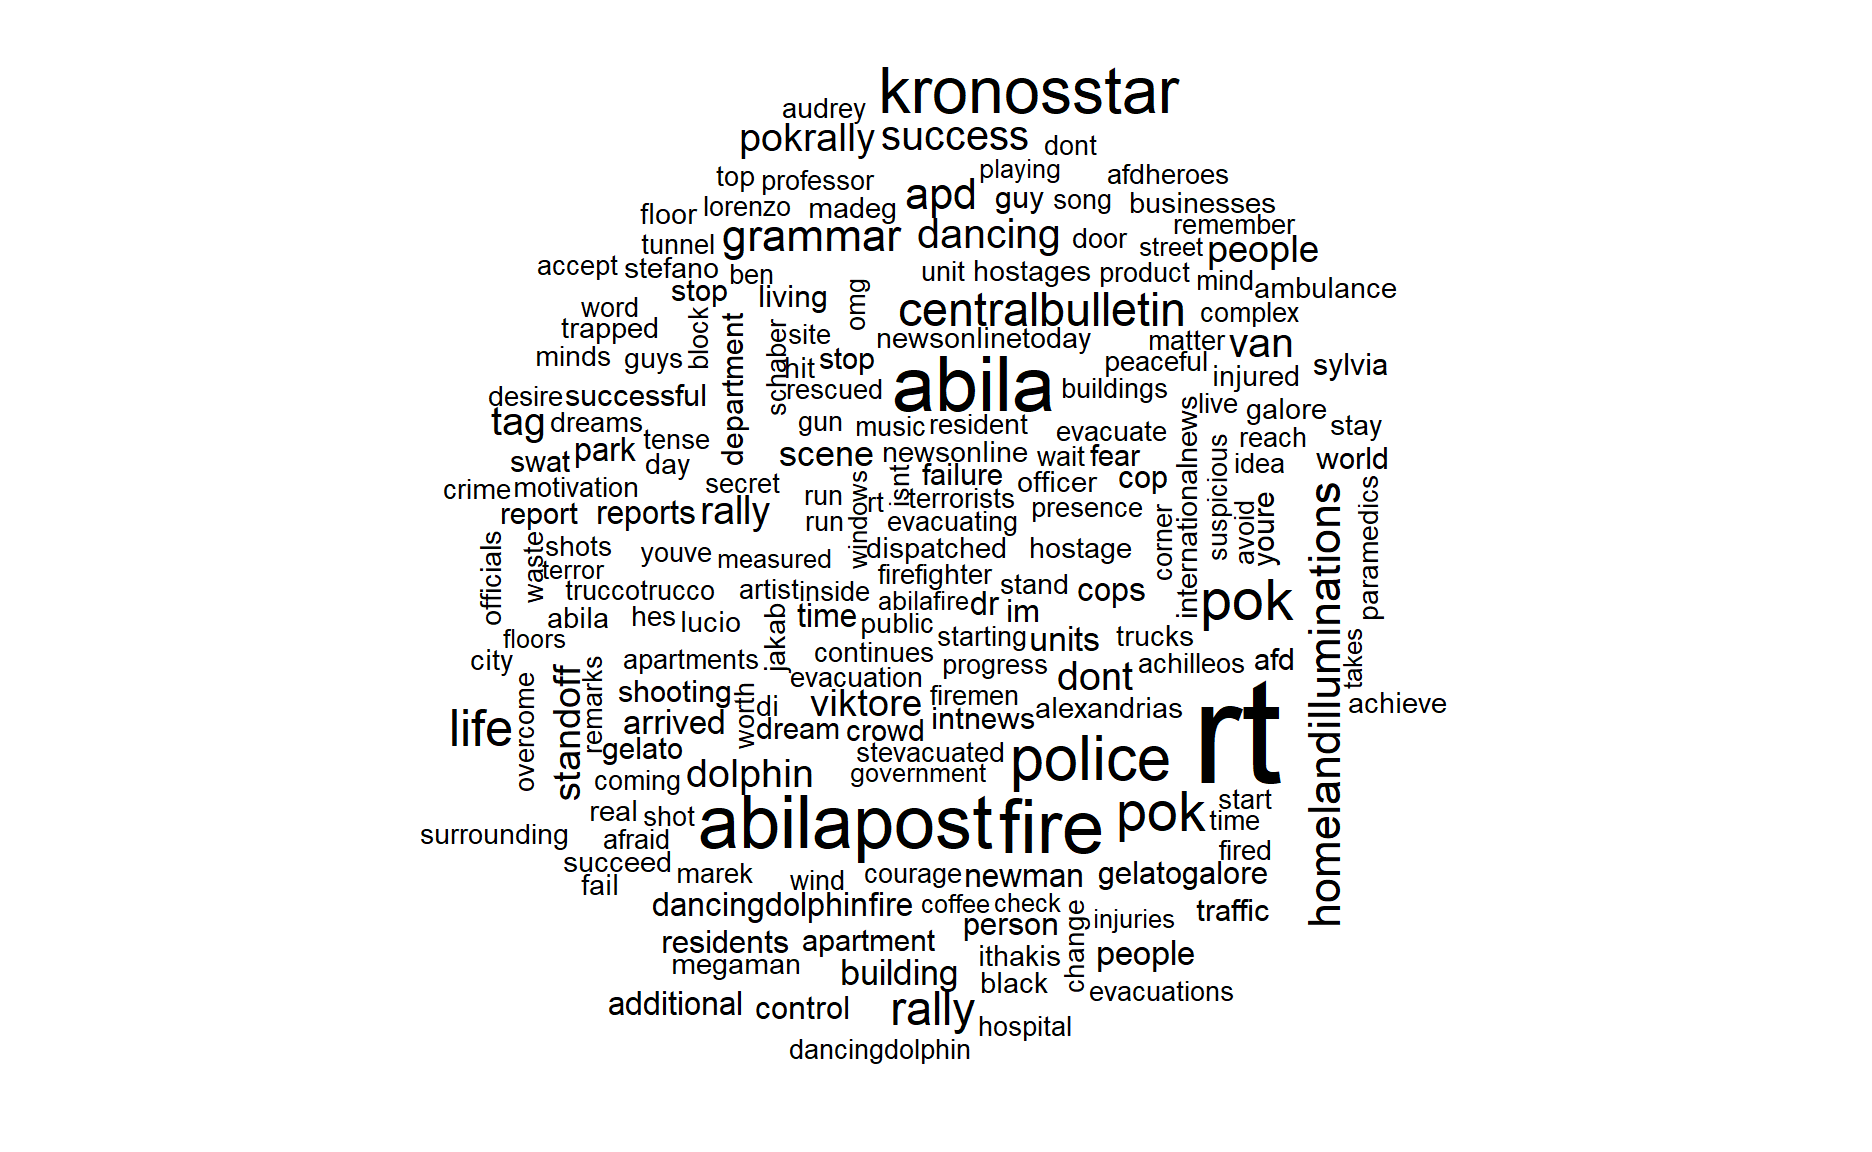 kronosstar
audrey
pokrally
success
dont
playing
top
professor
afdheroes
apd
guy
song
businesses
floor
lorenzo
madeg
remember
tunnel
grammar
dancing
door
street
people
accept
stefano
ben
unit
hostages
product
mind
ambulance
stop
living
omg
word
centralbulletin
complex
trapped
block
department
schaber
site
newsonlinetoday
matter
van
minds
guys
hit
stop
peaceful
injured
sylvia
desire
successful
rescued
abila
buildings
live
galore
tag
dreams
gun
music
resident
evacuate
stay
internationalnews
suspicious
reach
swat
park
tense
day
scene
newsonline
wait
fear
idea
world
crime
motivation
secret
run
rt
isnt
failure
officer
cop
terrorists
report
reports
rally
run
windows
evacuating
presence
corner
avoid
youre
homelandilluminations
paramedics
officials
waste
shots
youve
measured
dispatched
hostage
terror
firefighter
truccotrucco
artist
inside
abilafire
dr
stand
im
cops
pok
abila
hes
lucio
jakab
time
public
starting
units
trucks
floors
city
apartments
continues
progress
achilleos
afd
takes
overcome
standoff
remarks
shooting
worth
evacuation
dont
di
viktore
firemen
life
arrived
dream
crowd
intnews
alexandrias
achieve
gelato
stevacuated
police
rt
coming
dolphin
government
real
shot
abilapost
fire
pok
start
time
surrounding
afraid
fired
succeed
fail
marek
wind
courage
newman
gelatogalore
dancingdolphinfire
coffee
check
change
injuries
traffic
person
residents
apartment
ithakis
people
megaman
building
black
evacuations
additional
control
rally
hospital
dancingdolphin